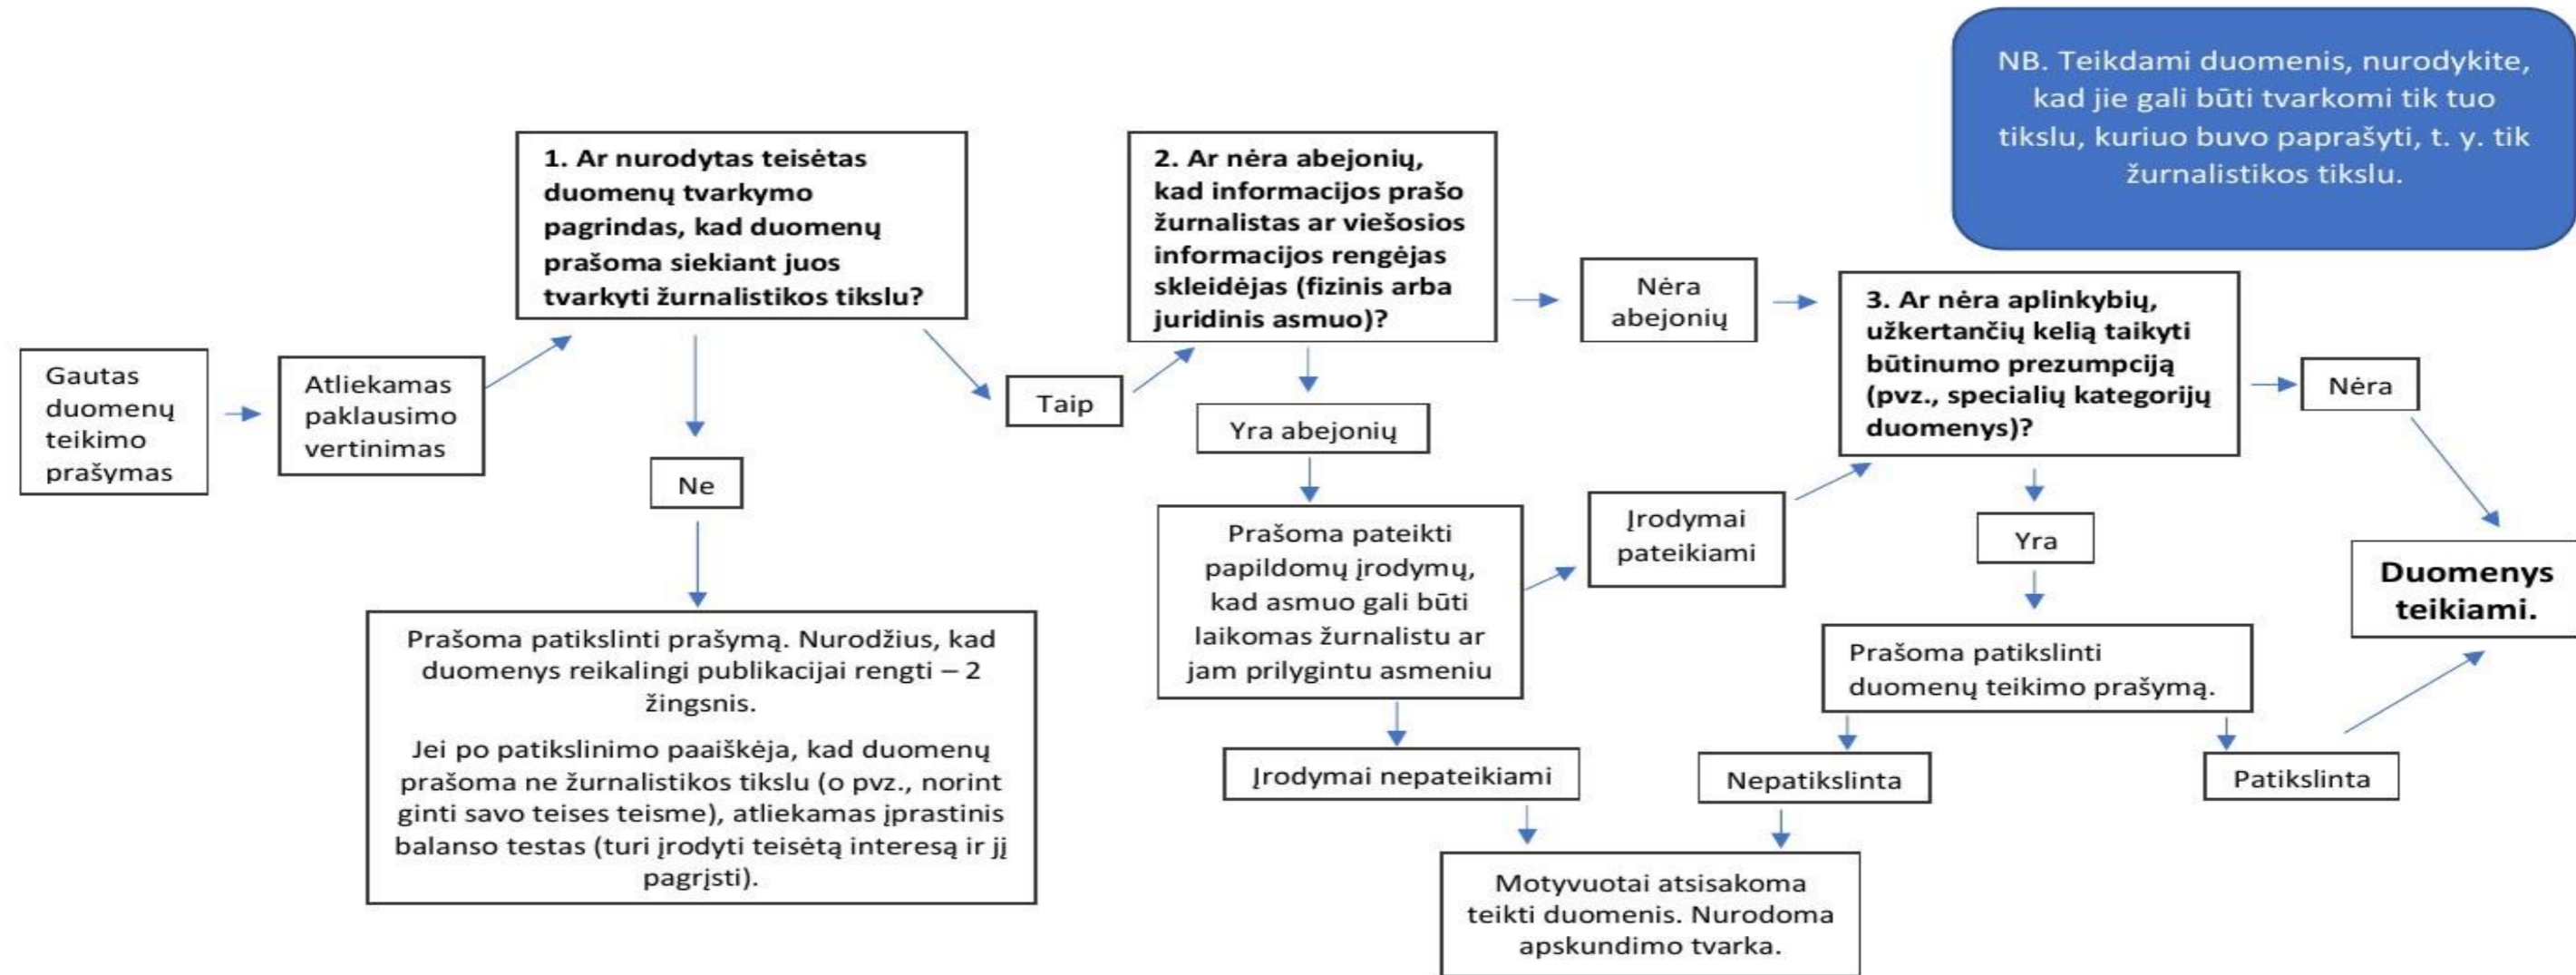 NB. Teikdami duomenis, nurodykite,
kad jie gali būti tvarkomi tik tuo
tikslu, kuriuo buvo paprašyti, t. y. tik
žurnalistikos tikslu.
Gautas
duomenų
teikimo
prašymas
Atliekamas
paklausimo
vertinimas
1. Ar nurodytas teisėtas
duomenų tvarkymo
pagrindas, kad duomenų
prašoma siekiant juos
tvarkyti žurnalistikos tikslu?
Ne
Prašoma patikslinti prašymą. Nurodžius, kad
duomenys reikalingi publikacijai rengti – 2
žingsnis.
Jei po patikslinimo paaiškėja, kad duomenų
prašoma ne žurnalistikos tikslu (o pvz., norint
ginti savo teises teisme), atliekamas įprastinis
balanso testas (turi įrodyti teisėtą interesą ir jį
pagrįsti).
Taip
2. Ar nėra abejonių,
kad informacijos prašo
žurnalistas ar viešosios
informacijos rengėjas
skleidėjas (fizinis arba
juridinis asmuo)?
Yra abejonių
Prašoma pateikti
papildomų įrodymų,
kad asmuo gali būti
laikomas žurnalistu ar
jam prilygintu asmeniu
Įrodymai nepateikiami
Nėra
abejonių
Įrodymai
pateikiami
3. Ar nėra aplinkybių,
užkertančių kelią taikyti
būtinumo prezumpciją
(pvz., specialių kategorijų
duomenys)?
Yra
Prašoma patikslinti
duomenų teikimo prašymą.
Nepatikslinta
Patikslinta
Motyvuotai atsisakoma
teikti duomenis. Nurodoma
apskundimo tvarka.
Nėra
Duomenys
teikiami.